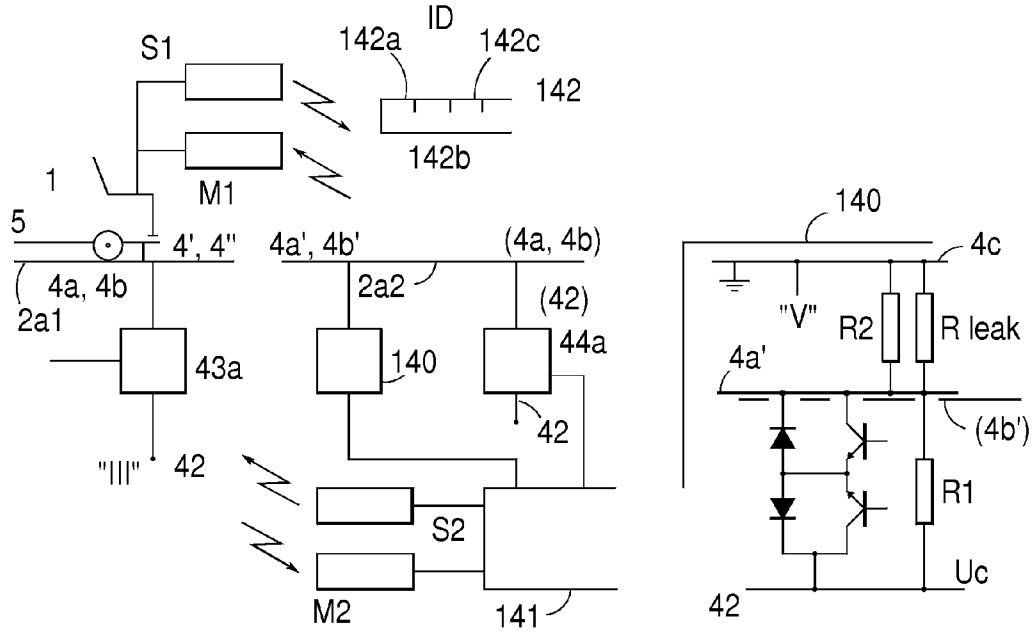 ID
S1
142a
142c
142
142b
M1
1
5
4', 4"
4a, 4b
2a1
4a', 4b'
(4a, 4b)
2a2
(42)
140
4c
"V"
R2
R leak
43a
140
44a
4a'
42
(4b')
"III"
42
S2
R1
M2
141
42
Uc